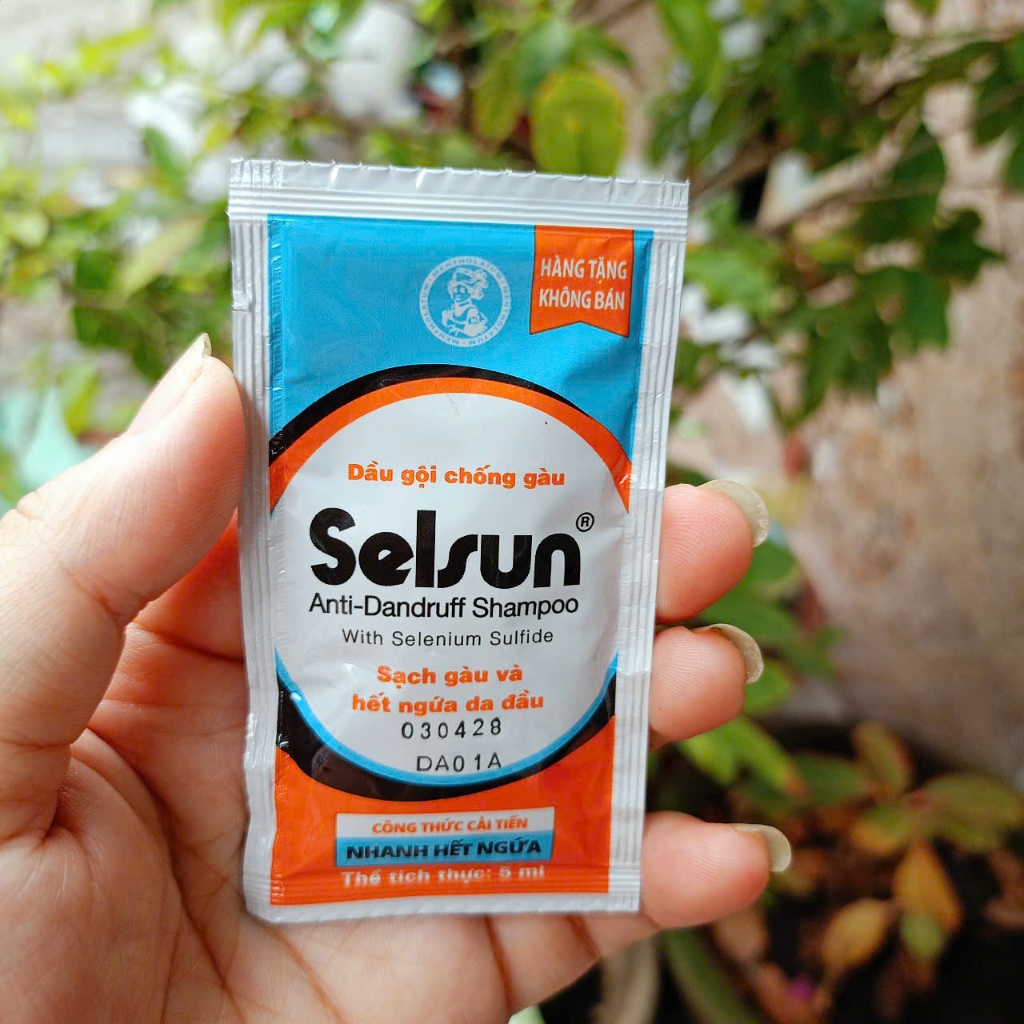 HÀNG TẶNG
KHÔNG BÁN
Dầu gội chống gàu
Selsun®
Anti-Dandruff Shampoo
With Selenium Sulfide
Sạch gàu và
hết ngứa da đầu
030428
DA01A
CÔNG THỨC CẢI TIẾN
NHANH HẾT NGỨA
Thể tích thực: 5 ml